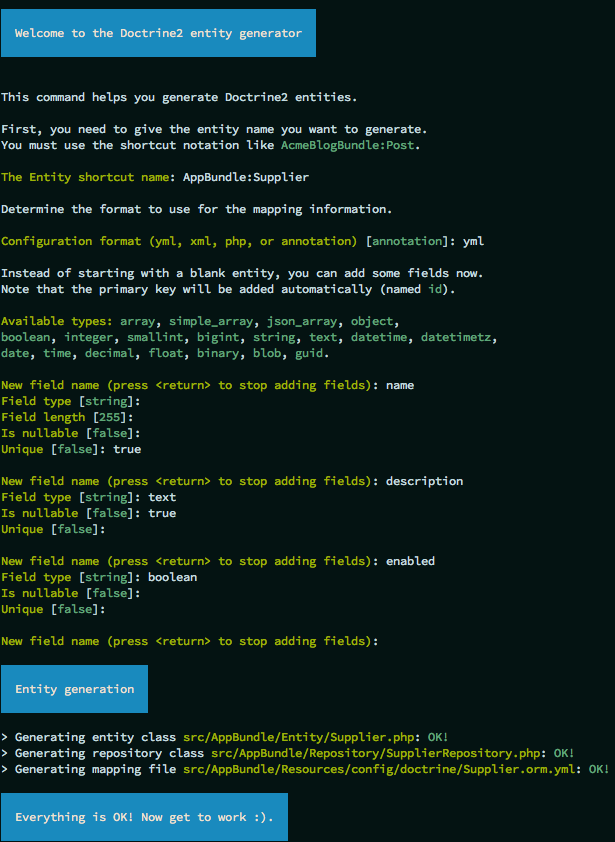 Welcome to the Doctrine2 entity generator
This command helps you generate Doctrine2 entities.
First, you need to give the entity name you want to generate.
You must use the shortcut notation like AcmeBlogBundle:Post.
The Entity shortcut name: AppBundle:Supplier
Determine the format to use for the mapping information.
Configuration format (yml, xml, php, or annotation) [annotation]: yml
Instead of starting with a blank entity, you can add some fields now.
Note that the primary key will be added automatically (named id).
Available types: array, simple_array, json_array, object,
boolean, integer, smallint, bigint, string, text, datetime, datetimetz,
date, time, decimal, float, binary, blob, guid.
New field name (press <return> to stop adding fields): name
Field type [string]:
Field length [255]:
Is nullable [false]:
Unique [false]: true
New field name (press <return> to stop adding fields): description
Field type [string]: text
Is nullable [false]: true
Unique [false]:
New field name (press <return> to stop adding fields): enabled
Field type [string]: boolean
Is nullable [false]:
Unique [false]:
New field name (press <return> to stop adding fields):
Entity generation
> Generating entity class src/AppBundle/Entity/Supplier.php: OK!
> Generating repository class src/AppBundle/Repository/SupplierRepository.php: OK!
> Generating mapping file src/AppBundle/Resources/config/doctrine/Supplier.orm.yml: OK!
Everything is OK! Now get to work :).